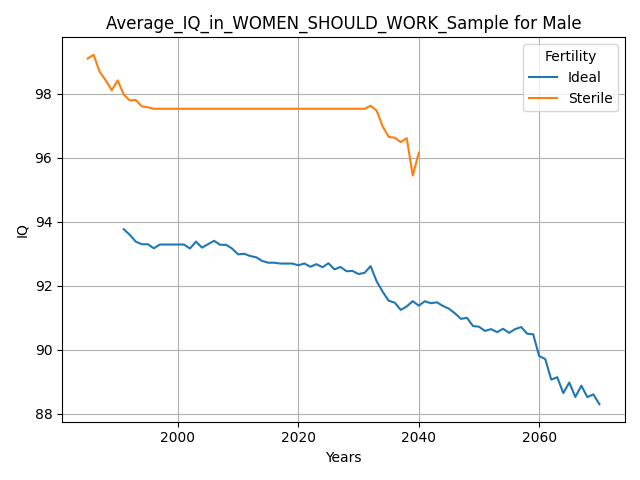 Average_IQ_in_WOMEN_SHOULD_WORK_Sample for Male
Fertility
Ideal
Sterile
98
96
94
92
90
88
IQ
2000 2020 2040 2060
Years